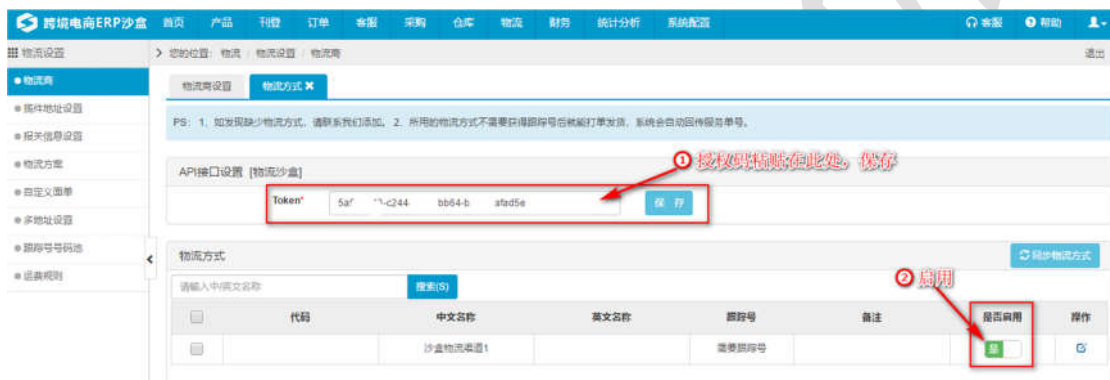 跨境电商ERP沙盒 首页 产品 刊登 订单 客服 采购 仓库 物流 财务 统计分析 系统配置 客服 帮助
物流设置 您的位置: 物流 物流设置 物流商 退出
物流商
物流商设置 物流方式
揽件地址设置
报关信息设置
PS: 1、如发现缺少物流方式，请联系我们添加。2、所用的物流方式不需要获得跟踪号后就能打单发货，系统会自动回传服务单号。
物流方案
API接口设置 [物流沙盒] ① 授权码粘贴在此处，保存
自定义面单
Token* 5af -c244 bb64-b afad5e 保 存
多地址设置
跟踪号号码池
物流方式 同步物流方式
运费规则
请输入中/英文名称 搜索(S) ② 启用
代码 中文名称 英文名称 跟踪号 备注 是否启用 操作
沙盒物流渠道1 需要跟踪号 是